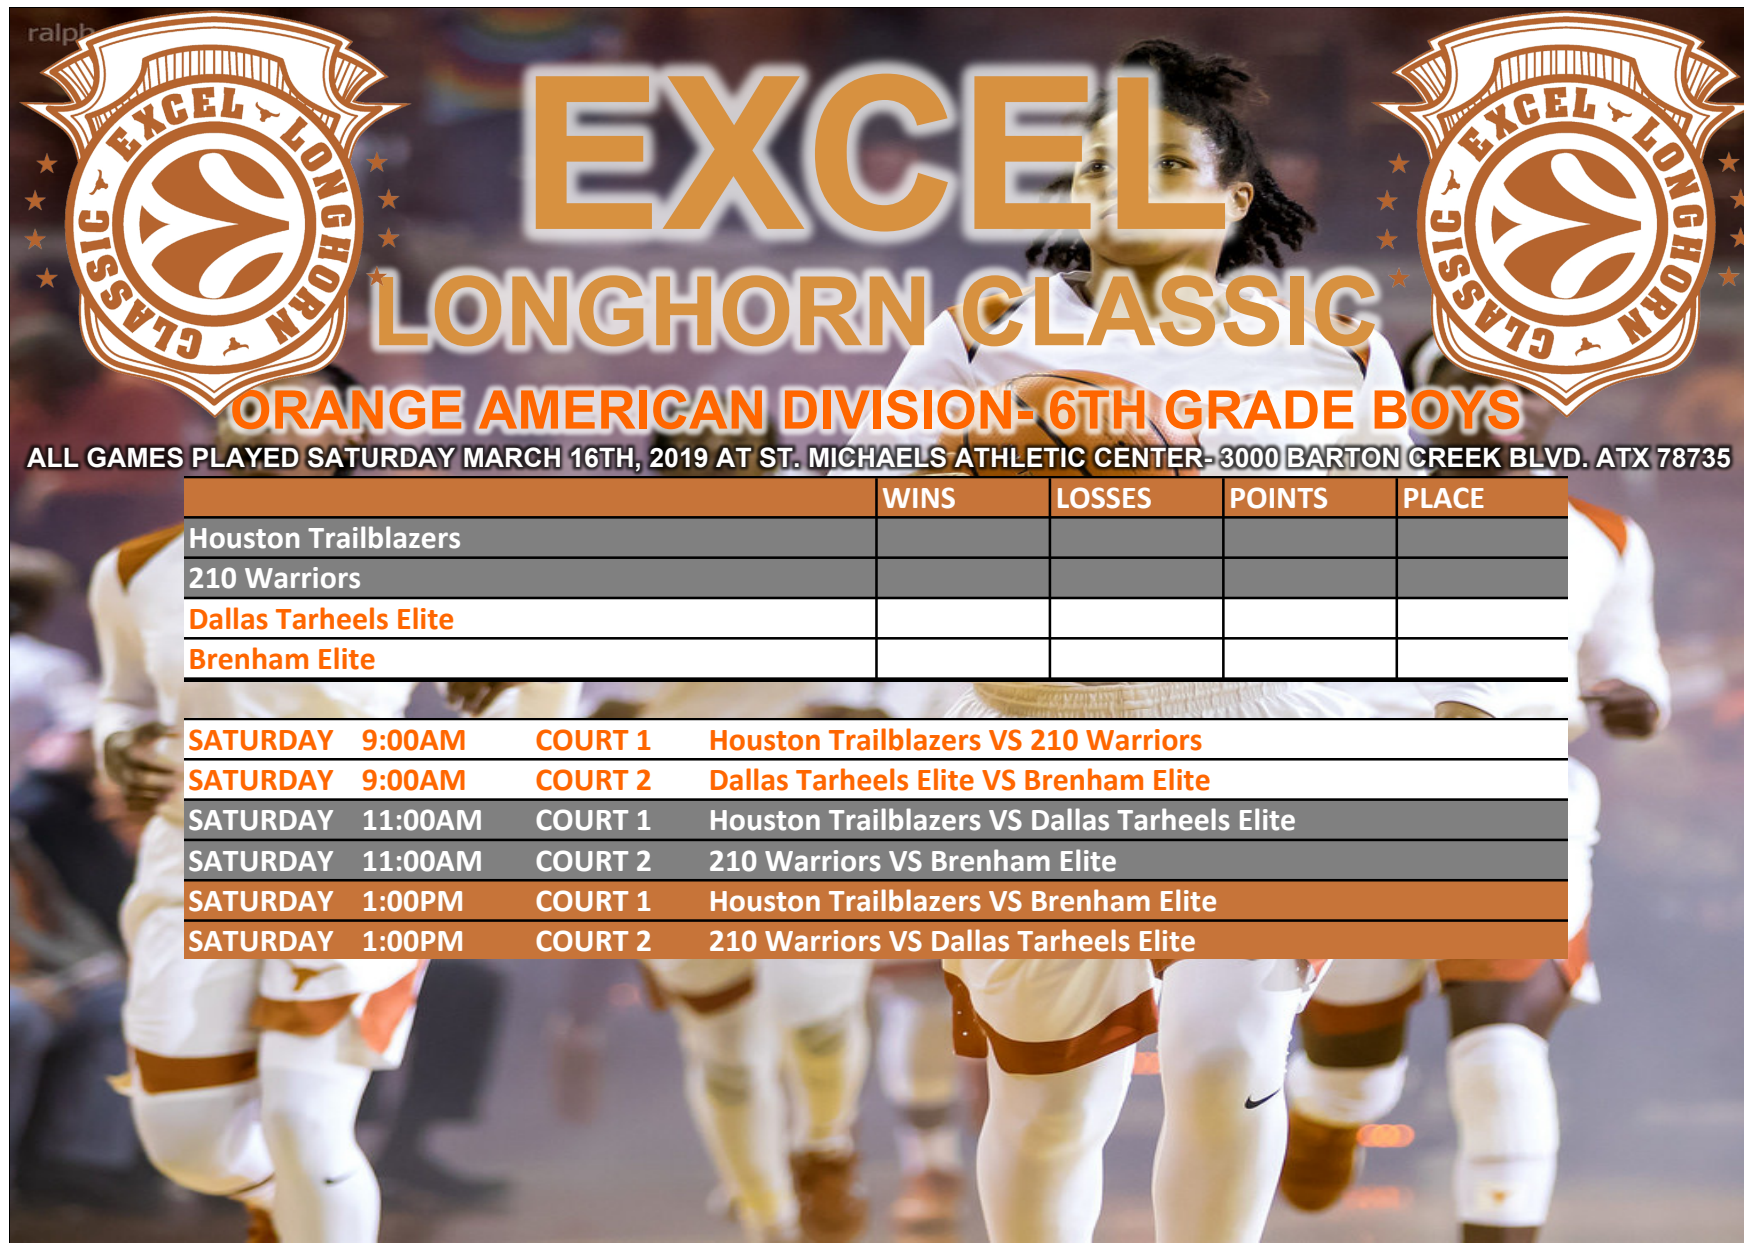 ralph
EXCEL LONGHORN CLASSIC
EXCEL LONGHORN CLASSIC
EXCEL
LONGHORN CLASSIC
ORANGE AMERICAN DIVISION- 6TH GRADE BOYS
ALL GAMES PLAYED SATURDAY MARCH 16TH, 2019 AT ST. MICHAELS ATHLETIC CENTER- 3000 BARTON CREEK BLVD. ATX 78735
WINS LOSSES POINTS PLACE
Houston Trailblazers
210 Warriors
Dallas Tarheels Elite
Brenham Elite
SATURDAY 9:00AM COURT 1 Houston Trailblazers VS 210 Warriors
SATURDAY 9:00AM COURT 2 Dallas Tarheels Elite VS Brenham Elite
SATURDAY 11:00AM COURT 1 Houston Trailblazers VS Dallas Tarheels Elite
SATURDAY 11:00AM COURT 2 210 Warriors VS Brenham Elite
SATURDAY 1:00PM COURT 1 Houston Trailblazers VS Brenham Elite
SATURDAY 1:00PM COURT 2 210 Warriors VS Dallas Tarheels Elite